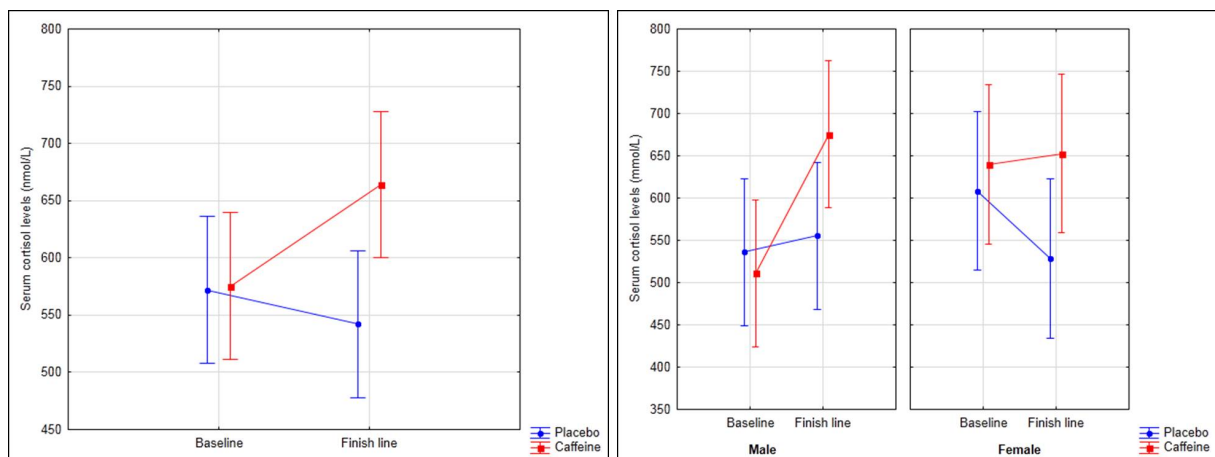 800
750
700
650
600
550
500
450
Serum cortisol levels (nmol/L)
Baseline Finish line
Placebo
Caffeine
800
750
700
650
600
550
500
450
400
350
Serum cortisol levels (mmol/L)
Baseline Finish line
Male
Baseline Finish line
Female
Placebo
Caffeine